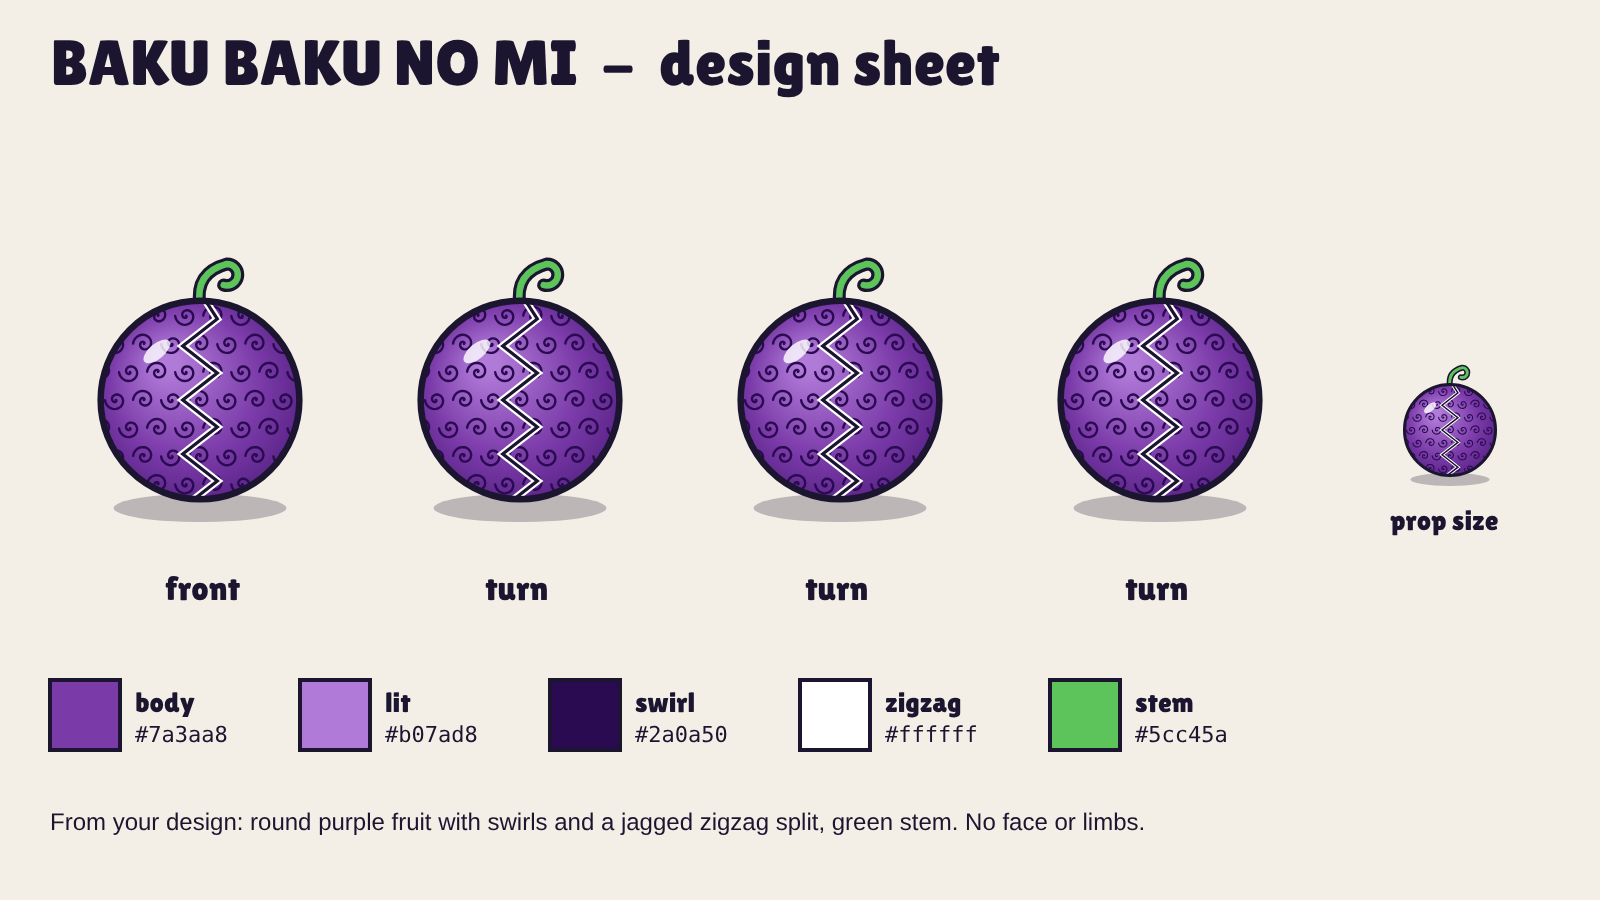 BAKU BAKU NO MI – design sheet
prop size
front
turn
turn
turn
body
#7a3aa8
lit
#b07ad8
swirl
#2a0a50
zigzag
#ffffff
stem
#5cc45a
From your design: round purple fruit with swirls and a jagged zigzag split, green stem. No face or limbs.